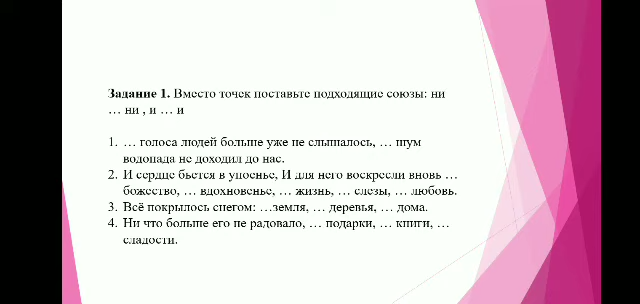 Задание 1. Вместо точек поставьте подходящие союзы: ни
… ни , и … и
1. … голоса людей больше уже не слышалось, … шум
водопада не доходил до нас.
2. И сердце бьется в упоенье, И для него воскресли вновь …
божество, … вдохновенье, … жизнь, … слезы, … любовь.
3. Всё покрылось снегом: …земля, … деревья, … дома.
4. Ни что больше его не радовало, … подарки, … книги, …
сладости.